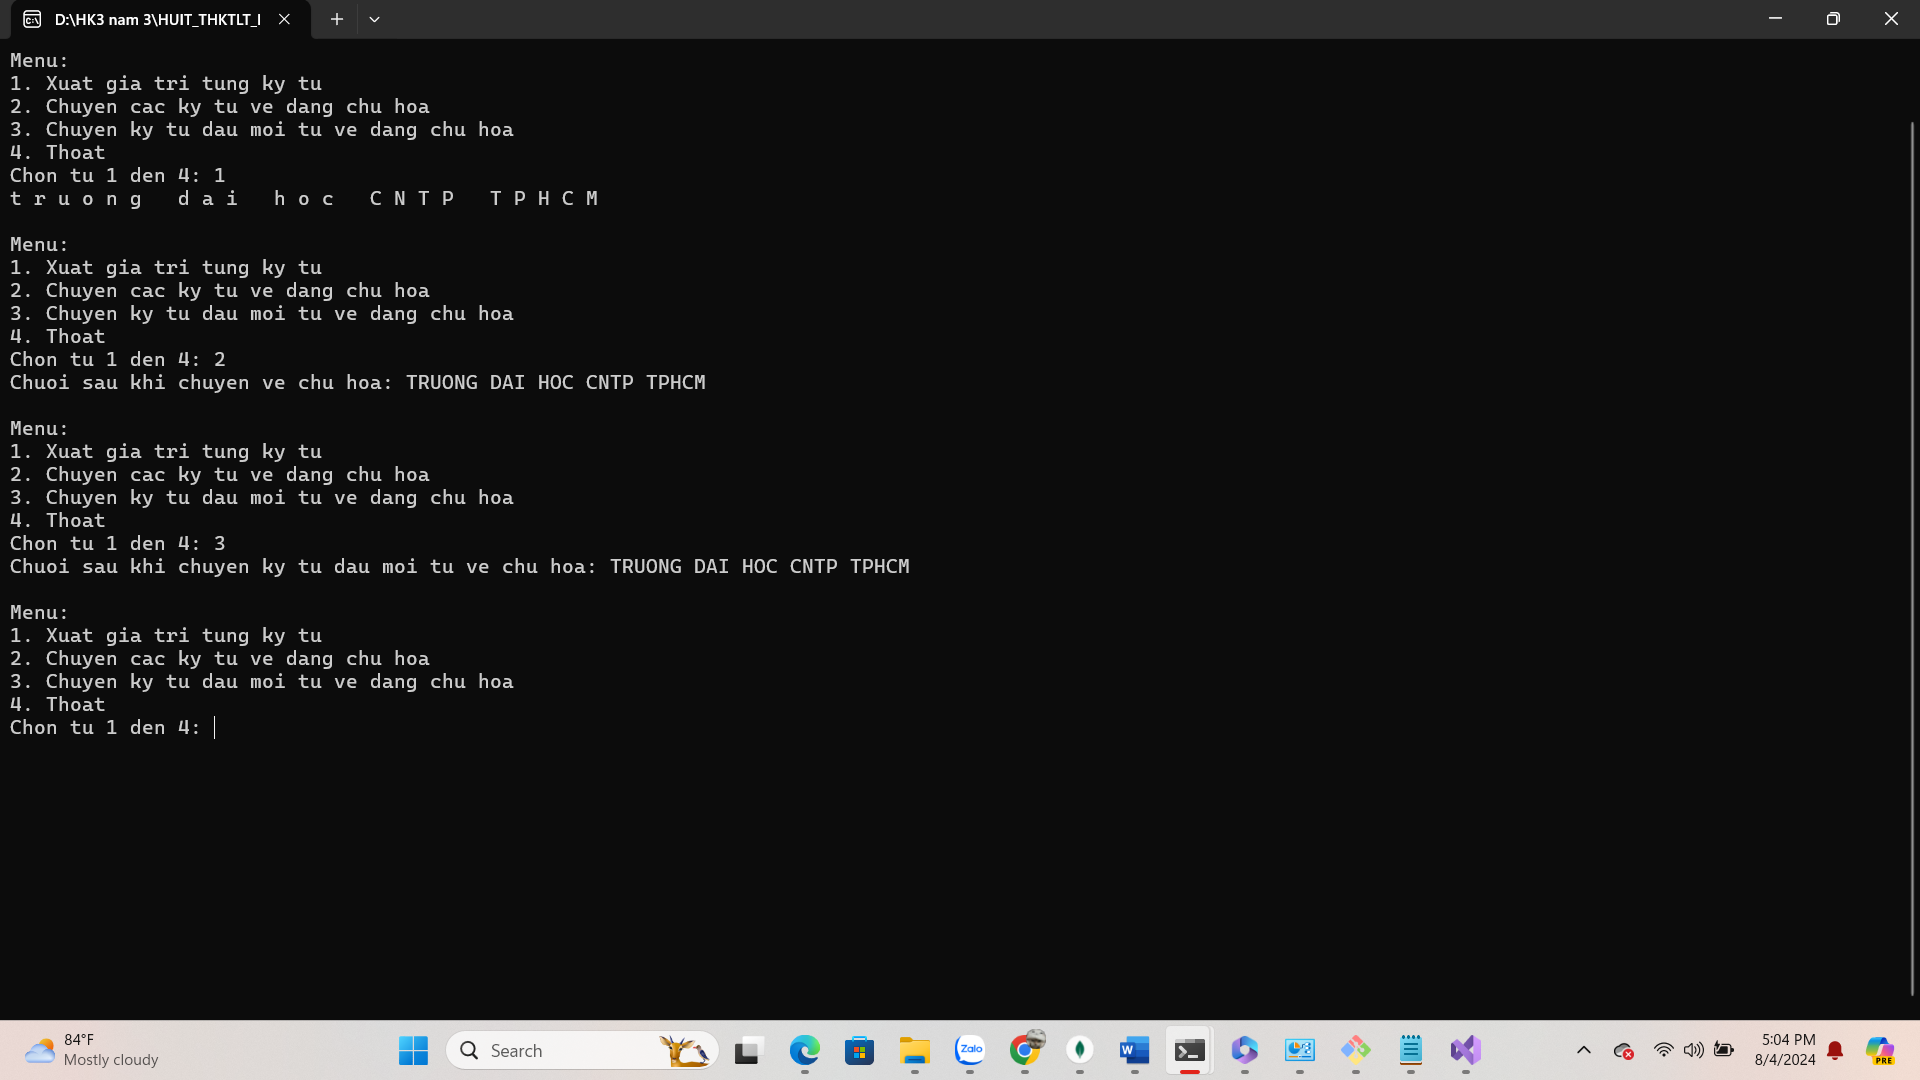 D:\HK3 nam 3\HUIT_THKTLT_I
Menu:
1. Xuat gia tri tung ky tu
2. Chuyen cac ky tu ve dang chu hoa
3. Chuyen ky tu dau moi tu ve dang chu hoa
4. Thoat
Chon tu 1 den 4: 1
t r u o n g   d a i   h o c   C N T P   T P H C M
Menu:
1. Xuat gia tri tung ky tu
2. Chuyen cac ky tu ve dang chu hoa
3. Chuyen ky tu dau moi tu ve dang chu hoa
4. Thoat
Chon tu 1 den 4: 2
Chuoi sau khi chuyen ve chu hoa: TRUONG DAI HOC CNTP TPHCM
Menu:
1. Xuat gia tri tung ky tu
2. Chuyen cac ky tu ve dang chu hoa
3. Chuyen ky tu dau moi tu ve dang chu hoa
4. Thoat
Chon tu 1 den 4: 3
Chuoi sau khi chuyen ky tu dau moi tu ve chu hoa: TRUONG DAI HOC CNTP TPHCM
Menu:
1. Xuat gia tri tung ky tu
2. Chuyen cac ky tu ve dang chu hoa
3. Chuyen ky tu dau moi tu ve dang chu hoa
4. Thoat
Chon tu 1 den 4:
84°F
Mostly cloudy
Search
Zalo
W
5:04 PM
8/4/2024
PRE